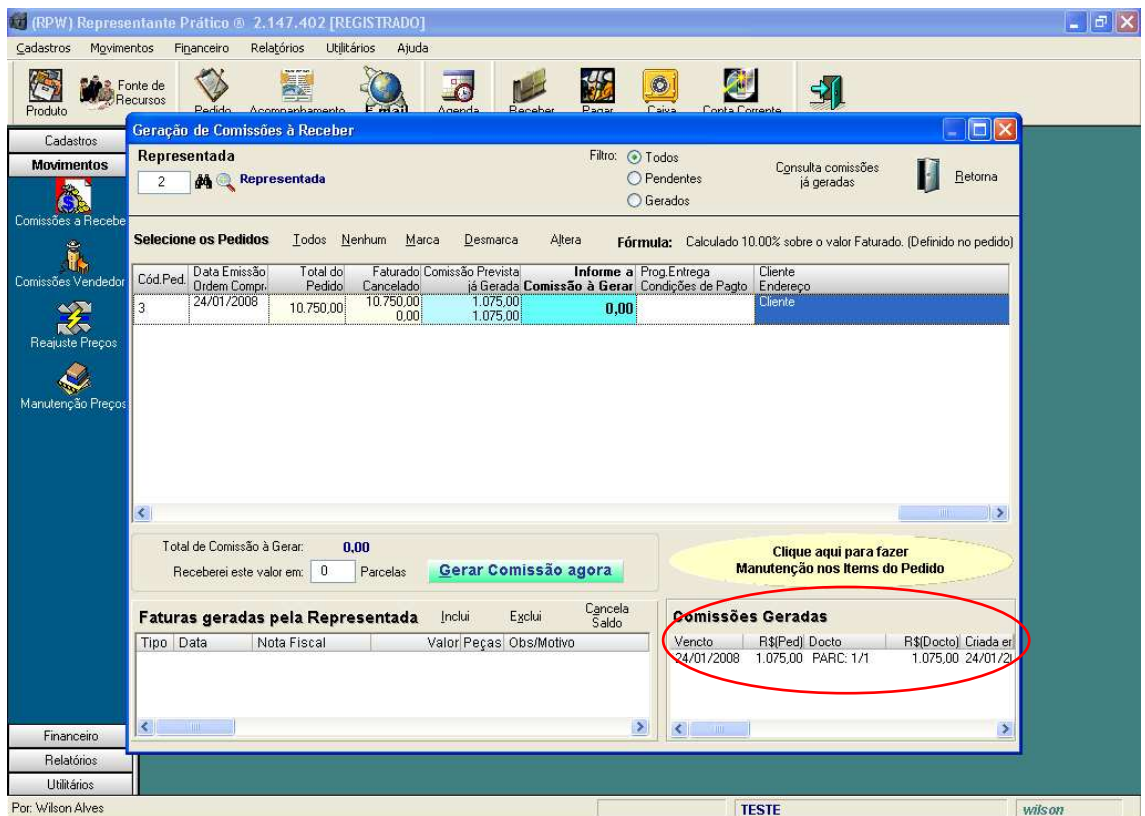 (RPW) Representante Prático ® 2.147.402 [REGISTRADO]
Cadastros Movimentos Financeiro Relatórios Utilitários Ajuda
Produto
Fonte de
Recursos
Pedido Acompanhamento E-mail Agenda Receber Pagar Caixa Conta Corrente
Cadastros
Movimentos
Comissões a Recebe
Comissões Vendedor
Reajuste Preços
Manutenção Preços
Financeiro
Relatórios
Utilitários
Geração de Comissões à Receber
Representada
2 Representada
Filtro: Todos
Pendentes
Gerados
Consulta comissões
já geradas
Retorna
Selecione os Pedidos Todos Nenhum Marca Desmarca Altera Fórmula: Calculado 10.00% sobre o valor Faturado. (Definido no pedido)
Cód.Ped. Data Emissão Total do Faturado Comissão Prevista Informe a Prog.Entrega Cliente
Ordem Compr. Pedido Cancelado já Gerada Comissão à Gerar Condições de Pagto Endereço
3 24/01/2008 10.750,00 10.750,00 1.075,00 0,00 Cliente
0,00 1.075,00
Total de Comissão à Gerar: 0,00
Receberei este valor em: 0 Parcelas Gerar Comissão agora
Clique aqui para fazer
Manutenção nos Items do Pedido
Faturas geradas pela Representada Inclui Exclui Cancela
Saldo
Tipo Data Nota Fiscal Valor Peças Obs/Motivo
Comissões Geradas
Vencto R$(Ped) Docto R$(Docto) Criada er
24/01/2008 1.075,00 PARC: 1/1 1.075,00 24/01/2(
Por: Wilson Alves TESTE wilson